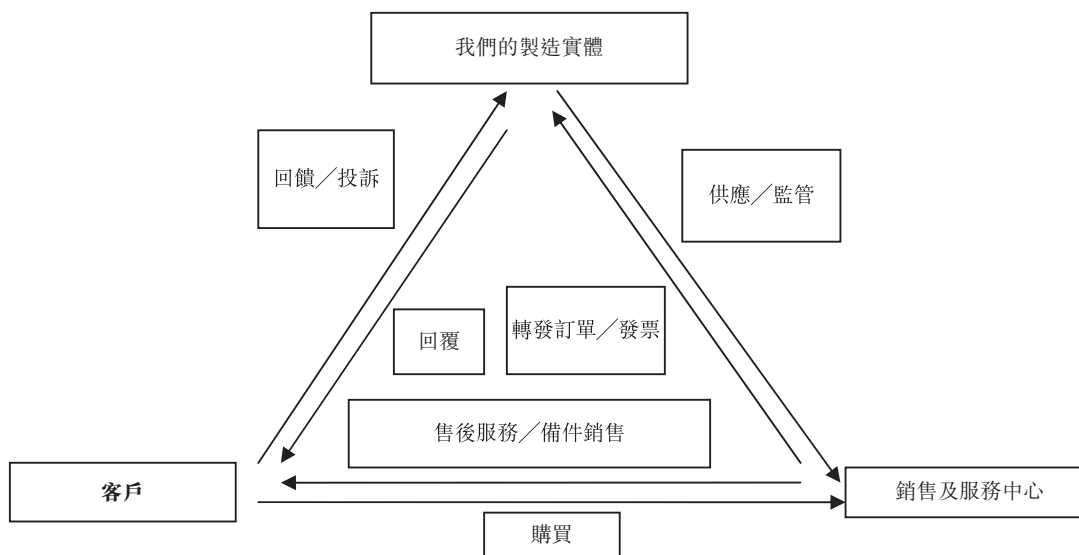 我們的製造實體
回饋／投訴
供應／監管
回覆
轉發訂單／發票
售後服務／備件銷售
客戶
銷售及服務中心
購買